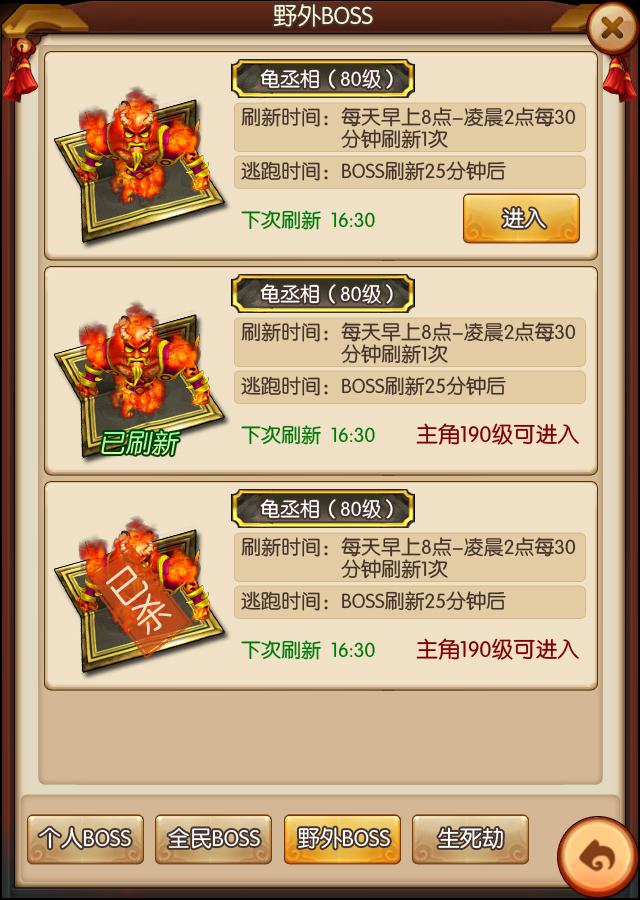 野外BOSS
龟丞相（80级）
刷新时间：每天早上8点-凌晨2点每30
分钟刷新1次
逃跑时间：BOSS刷新25分钟后
下次刷新 16:30
进入
龟丞相（80级）
刷新时间：每天早上8点-凌晨2点每30
分钟刷新1次
逃跑时间：BOSS刷新25分钟后
已刷新
下次刷新 16:30
主角190级可进入
龟丞相（80级）
刷新时间：每天早上8点-凌晨2点每30
分钟刷新1次
已杀
逃跑时间：BOSS刷新25分钟后
下次刷新 16:30
主角190级可进入
个人BOSS
全民BOSS
野外BOSS
生死劫